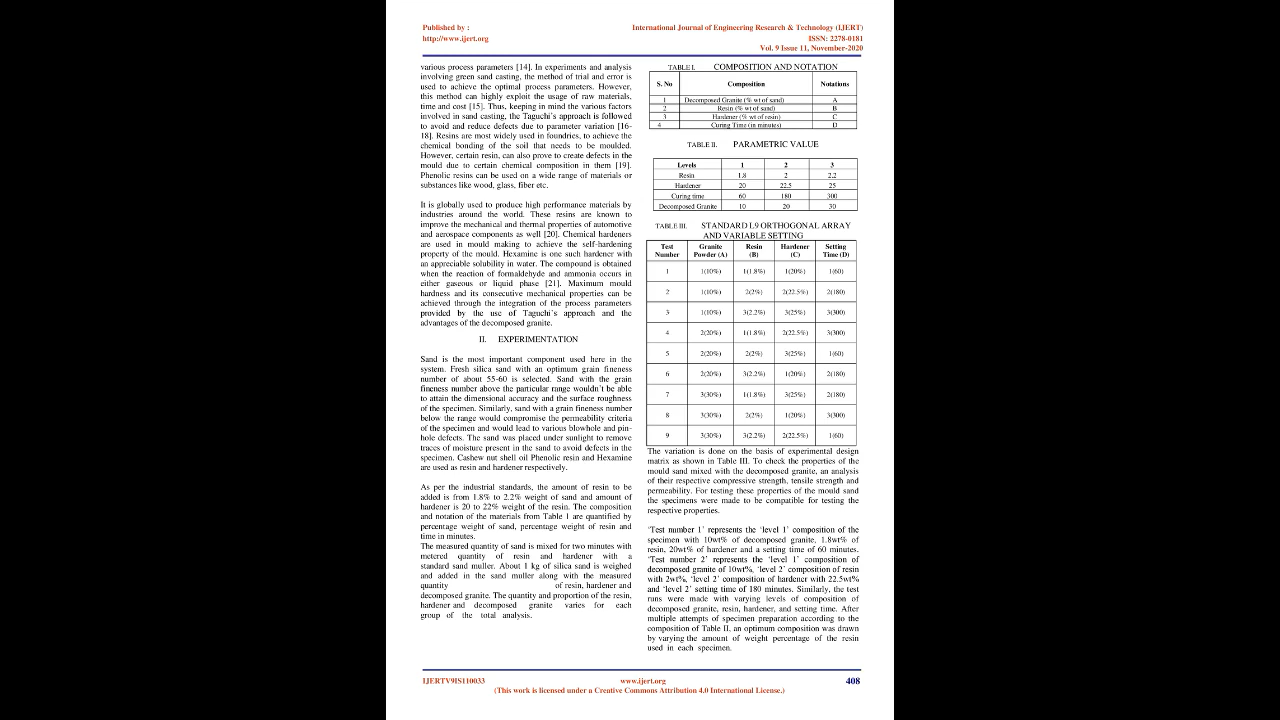 Published by :
http://www.ijert.org
International Journal of Engineering Research & Technology (IJERT)
ISSN: 2278-0181
Vol. 9 Issue 11, November-2020
various process parameters [14]. In experiments and analysis
involving green sand casting, the method of trial and error is
used to achieve the optimal process parameters. However,
this method can highly exploit the usage of raw materials,
time and cost [15]. Thus, keeping in mind the various factors
involved in sand casting, the Taguchi's approach is followed
to avoid and reduce defects due to parameter variation [16-
18]. Resins are most widely used in foundries, to achieve the
chemical bonding of the soil that needs to be moulded.
However, certain resin, can also prove to create defects in the
mould due to certain chemical composition in them [19].
Phenolic resins can be used on a wide range of materials or
substances like wood, glass, fiber etc.
It is globally used to produce high performance materials by
industries around the world. These resins are known to
improve the mechanical and thermal properties of automotive
and aerospace components as well [20]. Chemical hardeners
are used in mould making to achieve the self-hardening
property of the mould. Hexamine is one such hardener with
an appreciable solubility in water. The compound is obtained
when the reaction of formaldehyde and ammonia occurs in
either gaseous or liquid phase [21]. Maximum mould
hardness and its consecutive mechanical properties can be
achieved through the integration of the process parameters
provided by the use of Taguchi's approach and the
advantages of the decomposed granite.
II. EXPERIMENTATION
Sand is the most important component used here in the
system. Fresh silica sand with an optimum grain fineness
number of about 55-60 is selected. Sand with the grain
fineness number above the particular range wouldn't be able
to attain the dimensional accuracy and the surface roughness
of the specimen. Similarly, sand with a grain fineness number
below the range would compromise the permeability criteria
of the specimen and would lead to various blowhole and pin-
hole defects. The sand was placed under sunlight to remove
traces of moisture present in the sand to avoid defects in the
specimen. Cashew nut shell oil Phenolic resin and Hexamine
are used as resin and hardener respectively.
As per the industrial standards, the amount of resin to be
added is from 1.8% to 2.2% weight of sand and amount of
hardener is 20 to 22% weight of the resin. The composition
and notation of the materials from Table 1 are quantified by
percentage weight of sand, percentage weight of resin and
time in minutes.
The measured quantity of sand is mixed for two minutes with
metered quantity of resin and hardener with a
standard sand muller. About 1 kg of silica sand is weighed
and added in the sand muller along with the measured
quantity of resin, hardener and
decomposed granite. The quantity and proportion of the resin,
hardener and decomposed granite varies for each
group of the total analysis.
TABLE I. COMPOSITION AND NOTATION
S. No Composition Notations
1 Decomposed Granite (% wt of sand) A
2 Resin (% wt of sand) B
3 Hardener (% wt of resin) C
4 Curing Time (in minutes) D
TABLE II. PARAMETRIC VALUE
Levels 1 2 3
Resin 1.8 2 2.2
Hardener 20 22.5 25
Curing time 60 180 300
Decomposed Granite 10 20 30
TABLE III. STANDARD L9 ORTHOGONAL ARRAY
AND VARIABLE SETTING
Test Granite Resin Hardener Setting
Number Powder (A) (B) (C) Time (D)
1 1(10%) 1(1.8%) 1(20%) 1(60)
2 1(10%) 2(2%) 2(22.5%) 2(180)
3 1(10%) 3(2.2%) 3(25%) 3(300)
4 2(20%) 1(1.8%) 2(22.5%) 3(300)
5 2(20%) 2(2%) 3(25%) 1(60)
6 2(20%) 3(2.2%) 1(20%) 2(180)
7 3(30%) 1(1.8%) 3(25%) 2(180)
8 3(30%) 2(2%) 1(20%) 3(300)
9 3(30%) 3(2.2%) 2(22.5%) 1(60)
The variation is done on the basis of experimental design
matrix as shown in Table III. To check the properties of the
mould sand mixed with the decomposed granite, an analysis
of their respective compressive strength, tensile strength and
permeability. For testing these properties of the mould sand
the specimens were made to be compatible for testing the
respective properties.
'Test number 1' represents the 'level 1' composition of the
specimen with 10wt% of decomposed granite, 1.8wt% of
resin, 20wt% of hardener and a setting time of 60 minutes.
'Test number 2' represents the 'level 1' composition of
decomposed granite of 10wt%, 'level 2' composition of resin
with 2wt%, 'level 2' composition of hardener with 22.5wt%
and 'level 2' setting time of 180 minutes. Similarly, the test
runs were made with varying levels of composition of
decomposed granite, resin, hardener, and setting time. After
multiple attempts of specimen preparation according to the
composition of Table II, an optimum composition was drawn
by varying the amount of weight percentage of the resin
used in each specimen.
IJERTV9IS110033
www.ijert.org
408
(This work is licensed under a Creative Commons Attribution 4.0 International License.)